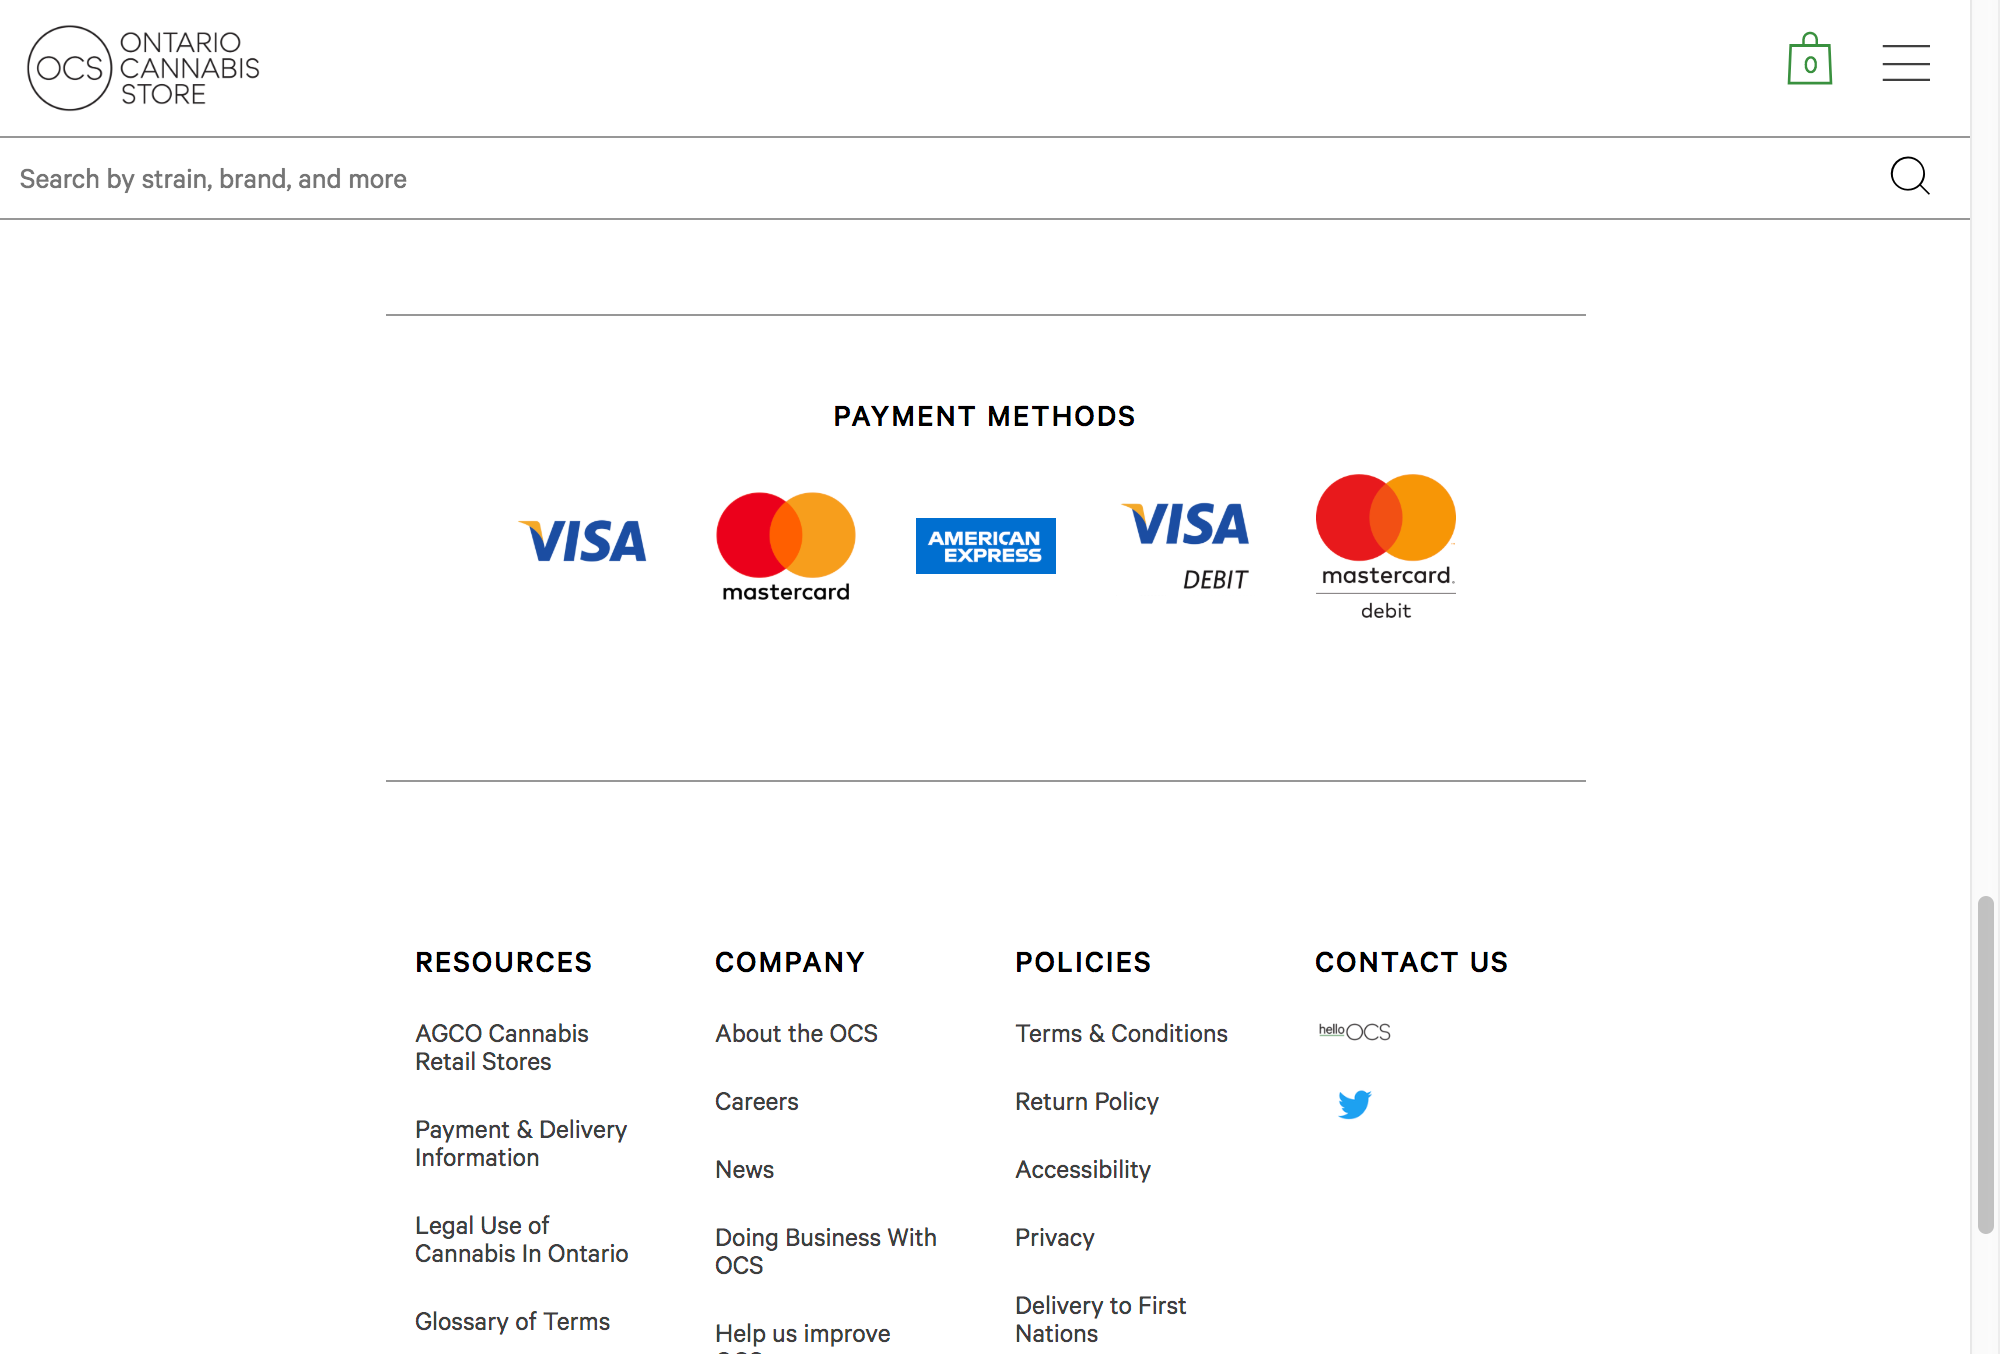 OCS
ONTARIO
CANNABIS
STORE
0
Search by strain, brand, and more
PAYMENT METHODS
VISA
mastercard
AMERICAN
EXPRESS
VISA
DEBIT
mastercard.
debit
RESOURCES
AGCO Cannabis
Retail Stores
Payment & Delivery
Information
Legal Use of
Cannabis In Ontario
Glossary of Terms
COMPANY
About the OCS
Careers
News
Doing Business With
OCS
Help us improve
POLICIES
Terms & Conditions
Return Policy
Accessibility
Privacy
Delivery to First
Nations
CONTACT US
helloOCS